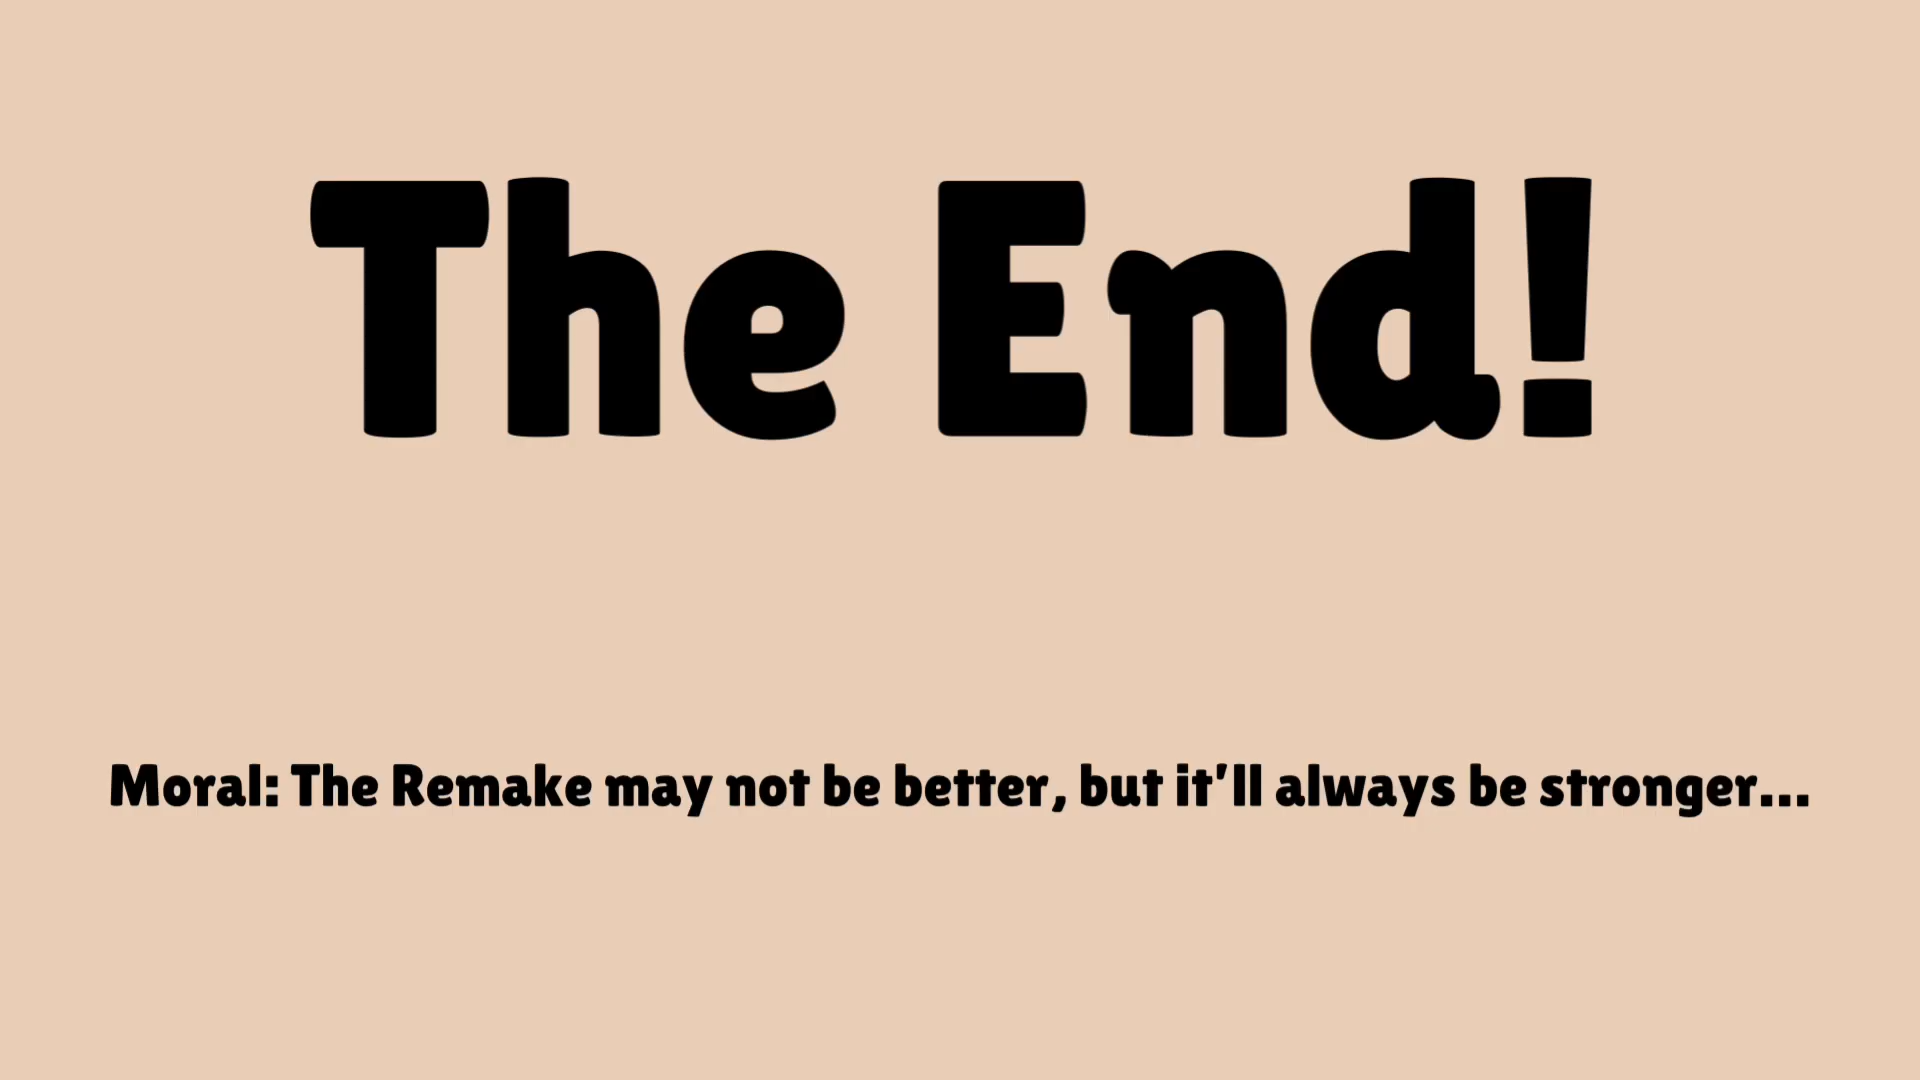 The End!
Moral: The Remake may not be better, but it'll always be stronger...